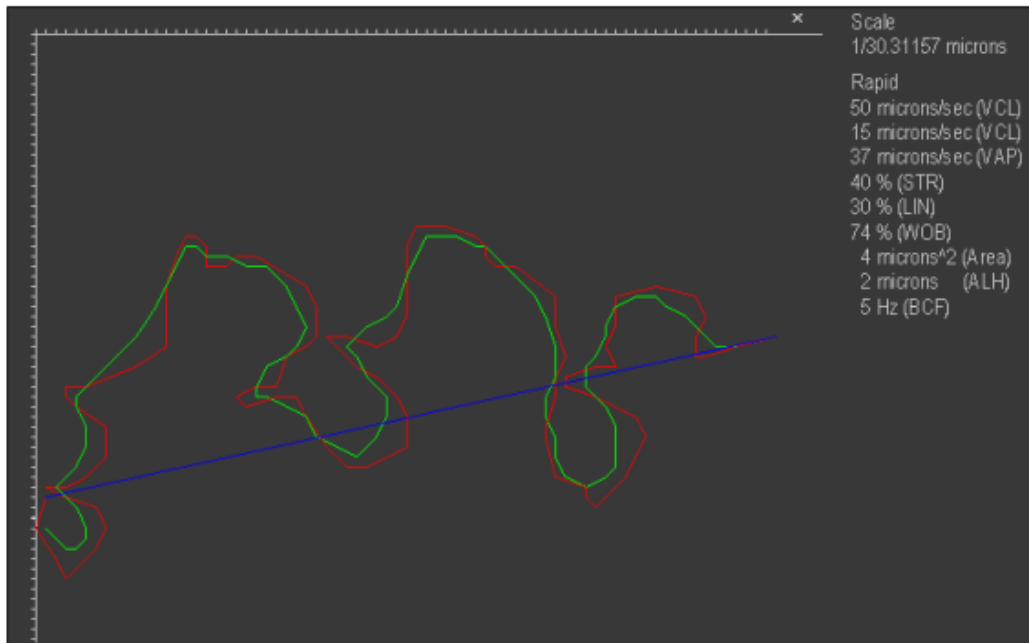 x
Scale
1/30.31157 microns
Rapid
50 microns/sec (VCL)
15 microns/sec (VCL)
37 microns/sec (VAP)
40 % (STR)
30 % (LIN)
74 % (WOB)
4 microns^2 (Area)
2 microns (ALH)
5 Hz (BCF)